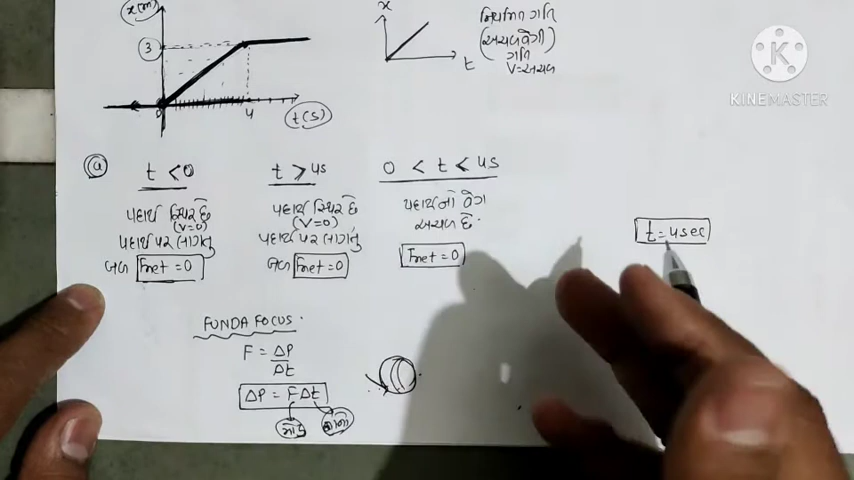 x(m)
3
0
4
t(s)
x
t
નિયમિત ગતિ
(અચળવેગી)
ગતિ
V=અચળ
KINEMASTER
(a)
t < 0
પદાર્થ સ્થિર છે
(V=0)
પદાર્થ પર લાગતું
બળ Fnet = 0
t > 4s
પદાર્થ સ્થિર છે
(V=0)
પદાર્થ પર લાગતું
બળ Fnet = 0
0 < t < 4s
પદાર્થનો વેગ
અચળ છે.
Fnet = 0
t = 4sec
FUNDA FOCUS.
F = ΔP/Δt
ΔP = FΔt